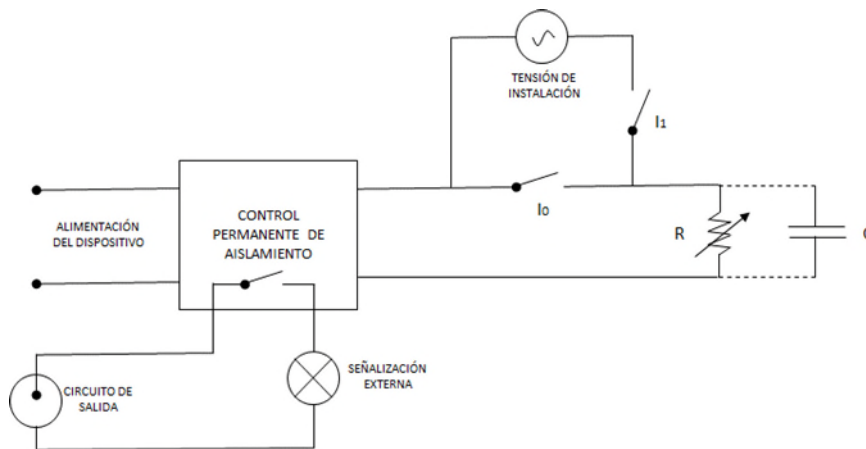 TENSIÓN DE
INSTALACIÓN
I1
I0
CONTROL
PERMANENTE DE
AISLAMIENTO
ALIMENTACIÓN
DEL DISPOSITIVO
R
SEÑALIZACIÓN
EXTERNA
CIRCUITO DE
SALIDA